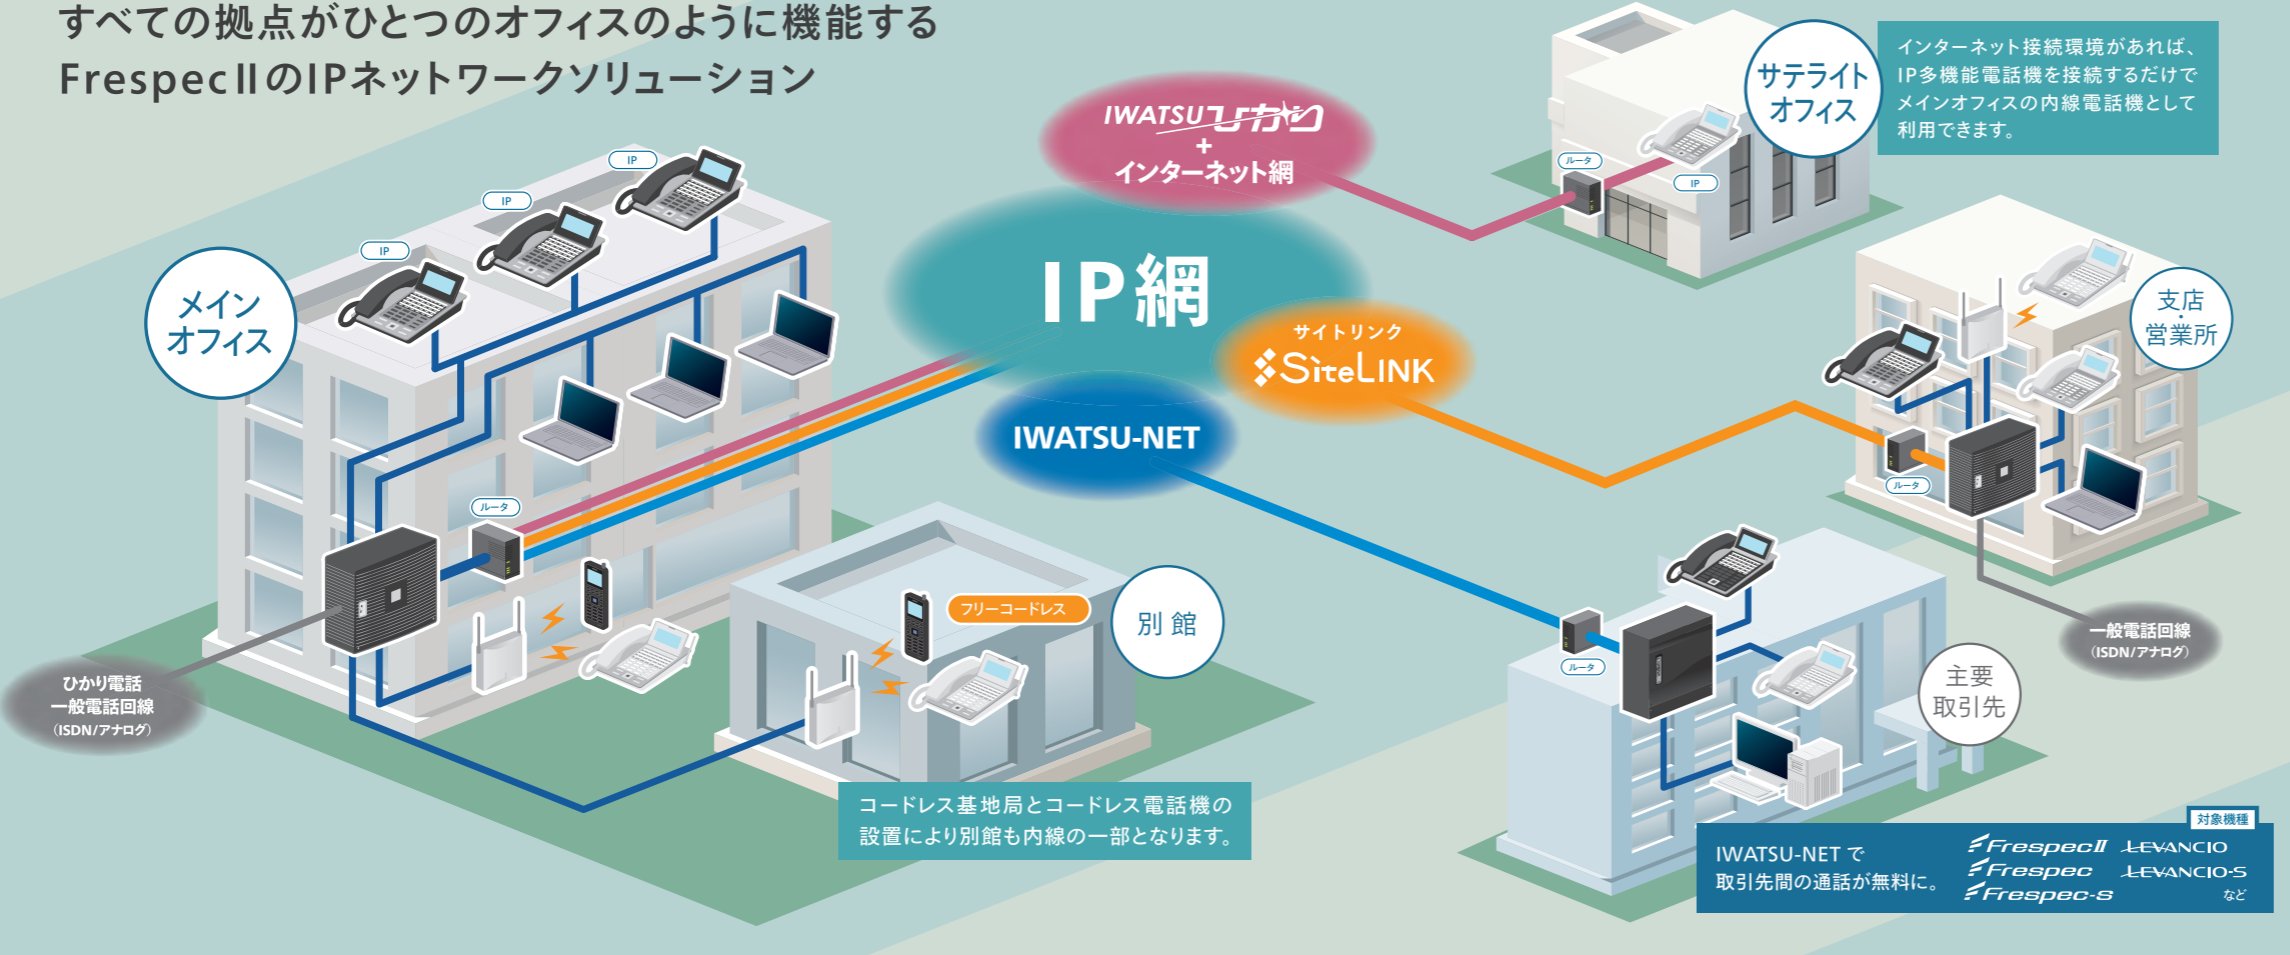 すべての拠点がひとつのオフィスのように機能する
FrespecⅡのIPネットワークソリューション
メイン
オフィス
IP
IP
IP
ルータ
ひかり電話
一般電話回線
(ISDN/アナログ)
IWATSUひかり
+
インターネット網
IP網
サイトリンク
SiteLINK
IWATSU-NET
フリーコードレス
別館
コードレス基地局とコードレス電話機の
設置により別館も内線の一部となります。
サテライト
オフィス
インターネット接続環境があれば、
IP多機能電話機を接続するだけで
メインオフィスの内線電話機として
利用できます。
ルータ
IP
支店
・
営業所
ルータ
一般電話回線
(ISDN/アナログ)
ルータ
主要
取引先
対象機種
IWATSU-NETで
取引先間の通話が無料に。
FrespecⅡ LEVANCIO
Frespec LEVANCIO-S
Frespec-S など